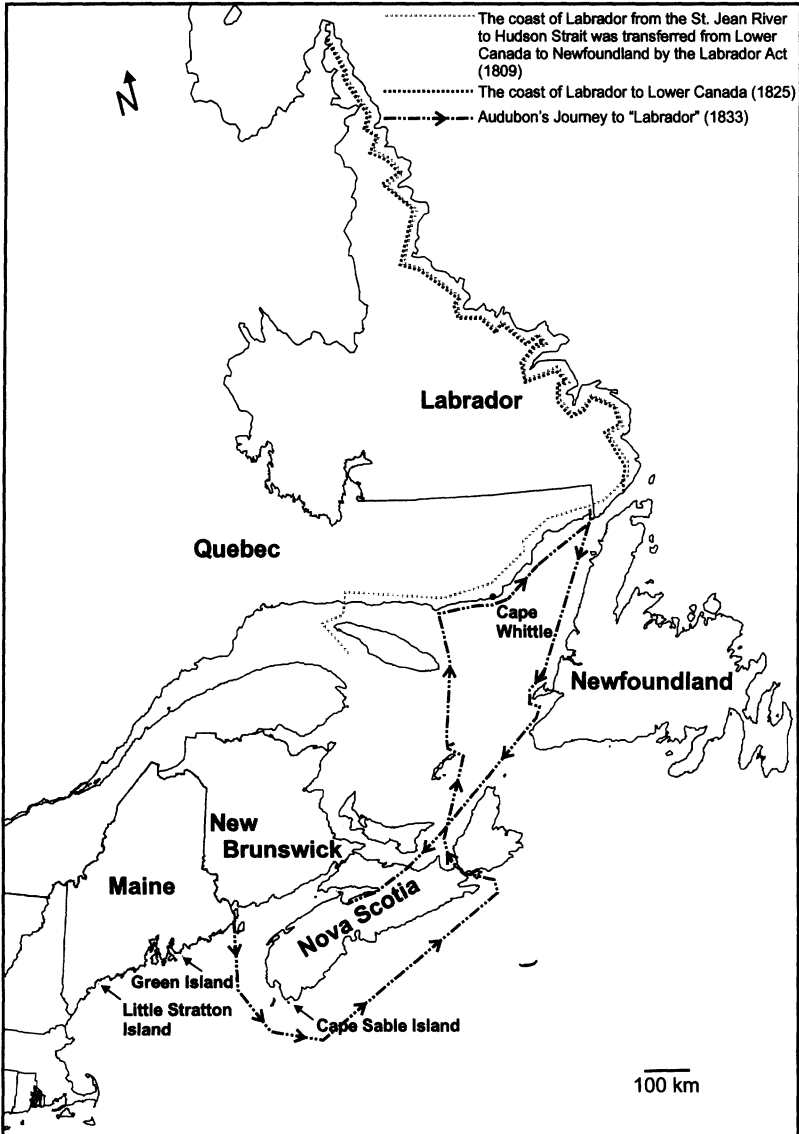 The coast of Labrador from the St. Jean River
to Hudson Strait was transferred from Lower
Canada to Newfoundland by the Labrador Act
(1809)
The coast of Labrador to Lower Canada (1825)
Audubon's Journey to "Labrador" (1833)
N
Labrador
Quebec
Cape
Whittle
Newfoundland
New
Brunswick
Maine
Nova Scotia
Green Island
Little Stratton
Island
Cape Sable Island
100 km